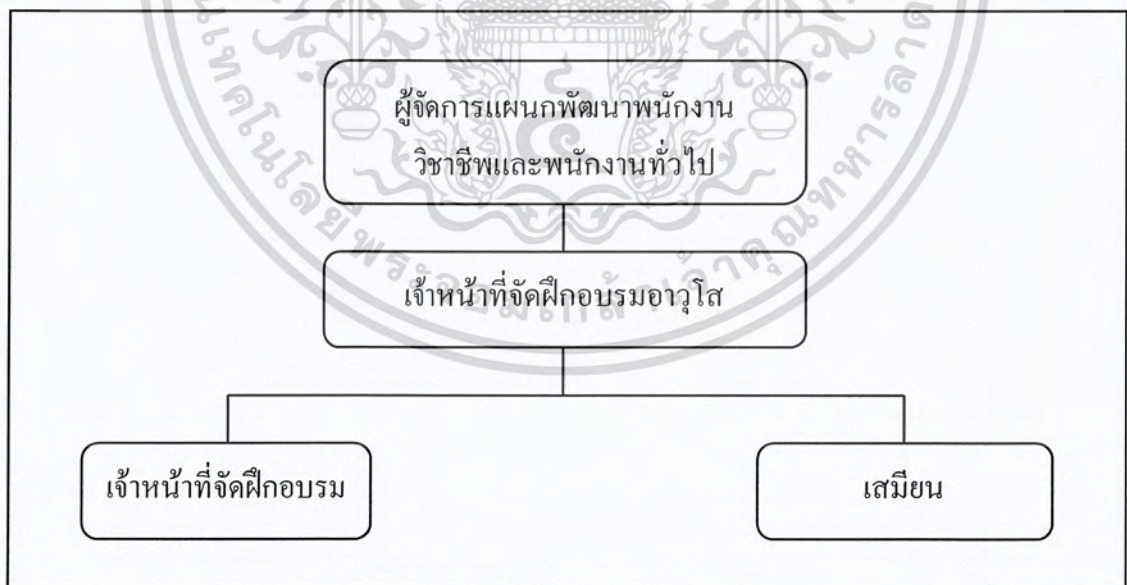 ผู้จัดการแผนกพัฒนาพนักงาน
วิชาชีพและพนักงานทั่วไป
เจ้าหน้าที่จัดฝึกอบรมอาวุโส
เจ้าหน้าที่จัดฝึกอบรม
เสมียน